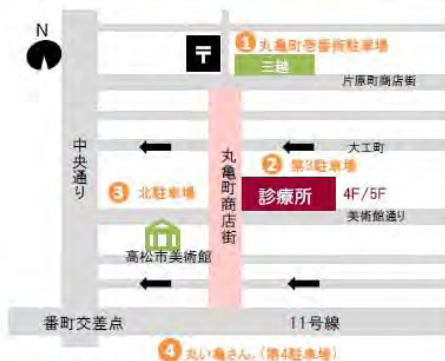 N
〒
1 丸亀町壱番街駐車場
三越
片原町商店街
中央通り
大工町
丸亀町商店街
2 第3駐車場
3 北駐車場
診療所
4F/5F
美術館通り
高松市美術館
番町交差点
11号線
4 丸い亀さん。(第4駐車場)